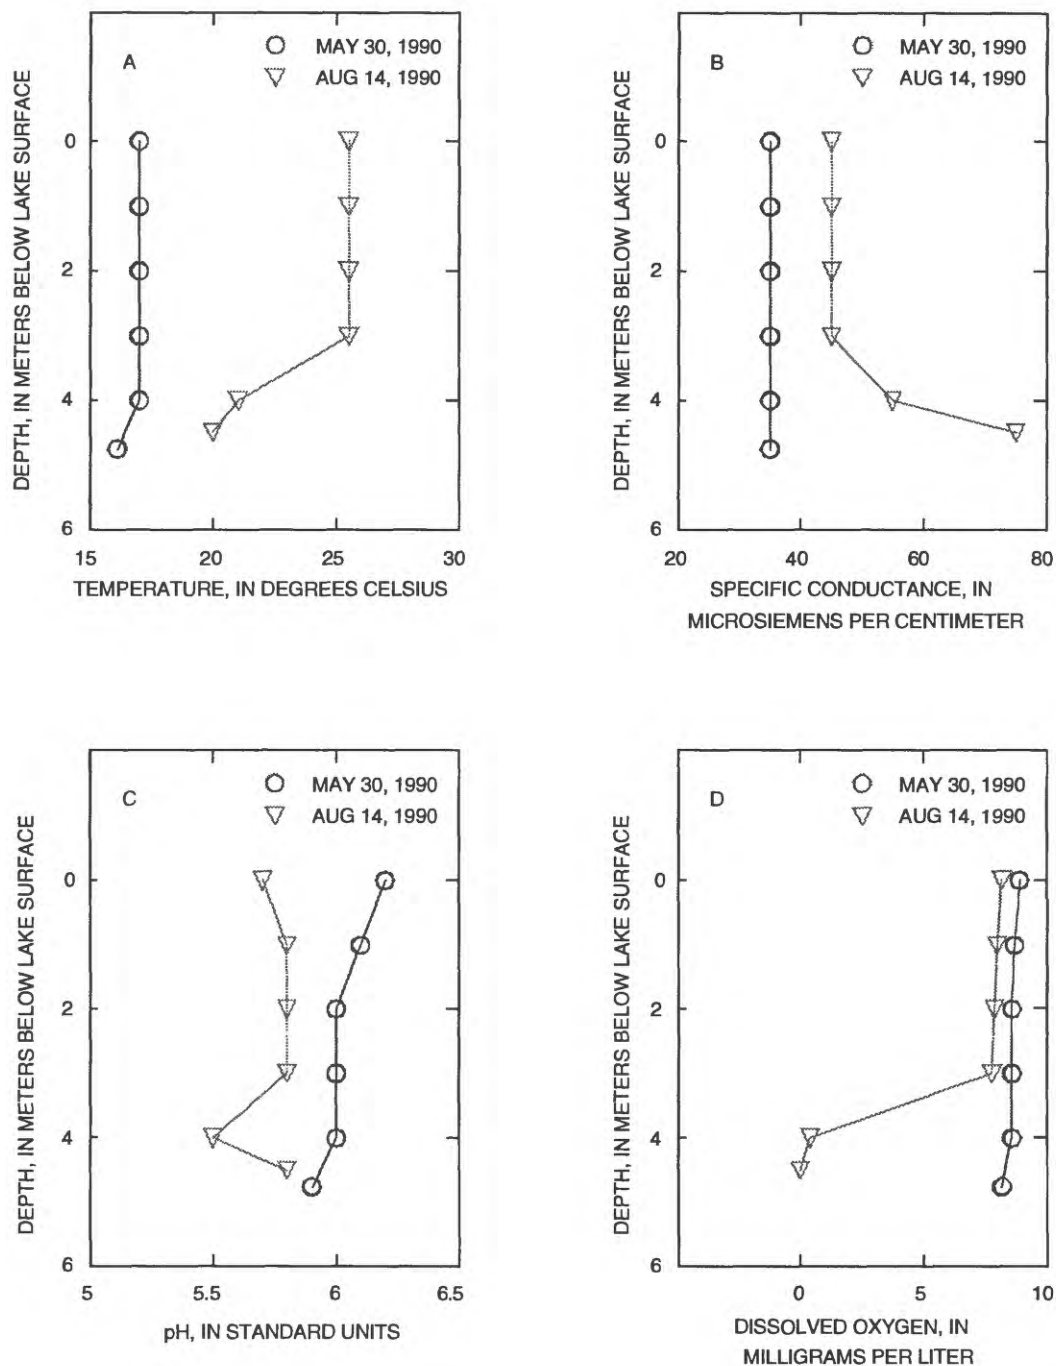 A
MAY 30, 1990
AUG 14, 1990
DEPTH, IN METERS BELOW LAKE SURFACE
0
2
4
6
15
20
25
30
TEMPERATURE, IN DEGREES CELSIUS
B
MAY 30, 1990
AUG 14, 1990
DEPTH, IN METERS BELOW LAKE SURFACE
0
2
4
6
20
40
60
80
SPECIFIC CONDUCTANCE, IN
MICROSIEMENS PER CENTIMETER
C
MAY 30, 1990
AUG 14, 1990
DEPTH, IN METERS BELOW LAKE SURFACE
0
2
4
6
5
5.5
6
6.5
pH, IN STANDARD UNITS
D
MAY 30, 1990
AUG 14, 1990
DEPTH, IN METERS BELOW LAKE SURFACE
0
2
4
6
0
5
10
DISSOLVED OXYGEN, IN
MILLIGRAMS PER LITER